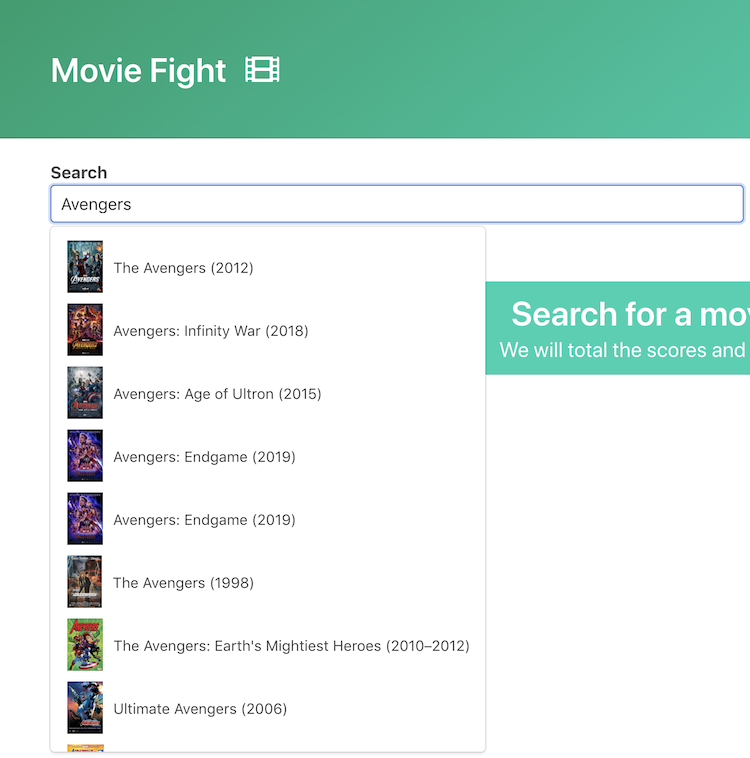 Movie Fight
Search
Avengers
The Avengers (2012)
Avengers: Infinity War (2018)
Search for a mov
We will total the scores and
Avengers: Age of Ultron (2015)
Avengers: Endgame (2019)
Avengers: Endgame (2019)
The Avengers (1998)
The Avengers: Earth's Mightiest Heroes (2010–2012)
Ultimate Avengers (2006)